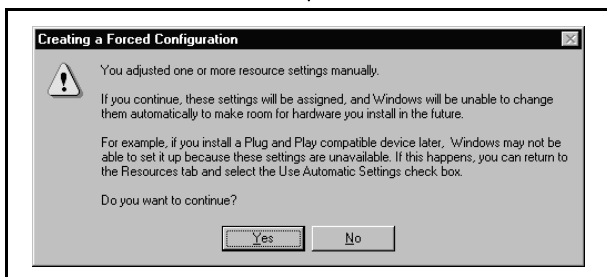 Creating a Forced Configuration
You adjusted one or more resource settings manually.
If you continue, these settings will be assigned, and Windows will be unable to change
them automatically to make room for hardware you install in the future.
For example, if you install a Plug and Play compatible device later, Windows may not be
able to set it up because these settings are unavailable. If this happens, you can return to
the Resources tab and select the Use Automatic Settings check box.
Do you want to continue?
Yes No